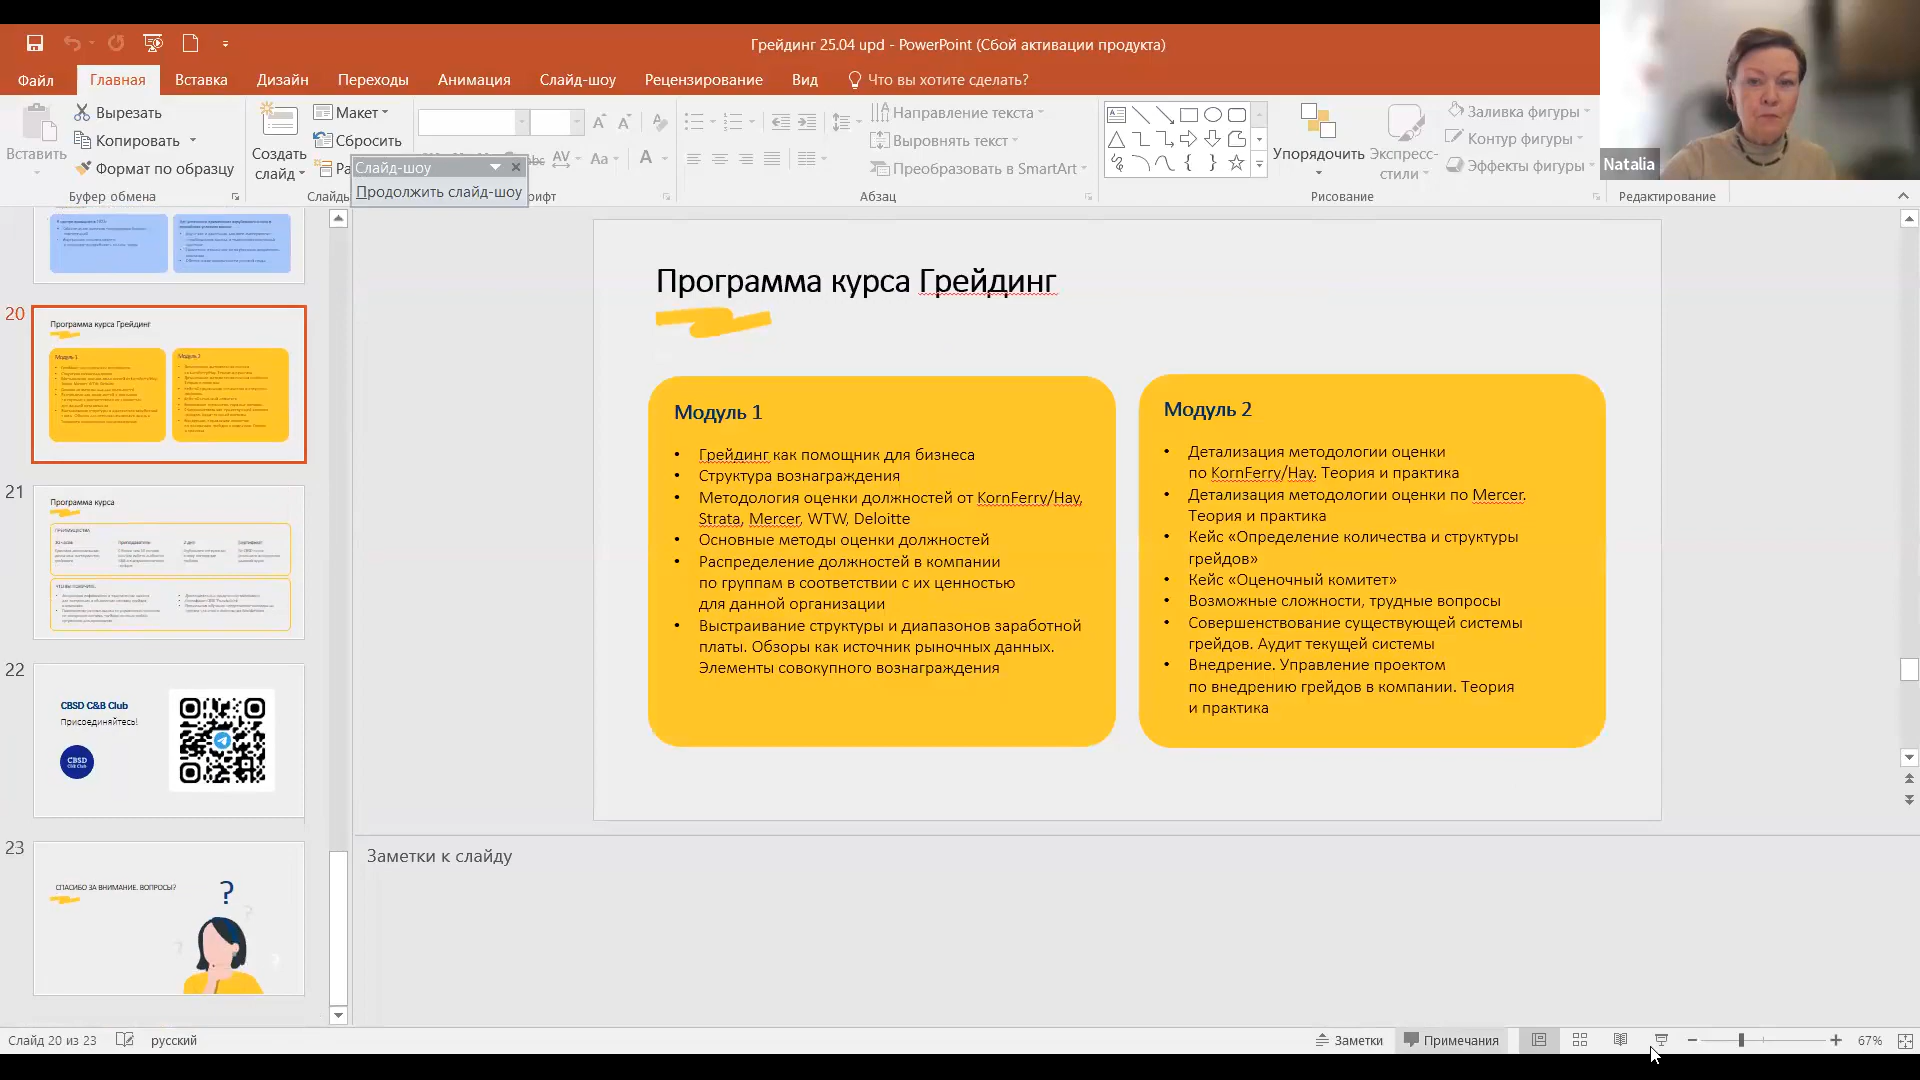 Грейдинг 25.04 upd - PowerPoint (Сбой активации продукта)
Файл
Главная
Вставка
Дизайн
Переходы
Анимация
Слайд-шоу
Рецензирование
Вид
Что вы хотите сделать?
Natalia
Вставить
Вырезать
Копировать
Формат по образцу
Буфер обмена
Создать
слайд
Макет
Сбросить
Слайд-шоу
Продолжить слайд-шоу
Направление текста
Выровнять текст
Преобразовать в SmartArt
Абзац
Упорядочить
Экспресс-
стили
Заливка фигуры
Контур фигуры
Эффекты фигуры
Рисование
Редактирование
20
Программа курса Грейдинг
Модуль 1
Модуль 2
21
Программа курса
22
CBSD C&B Club
Присоединяйтесь!
CBSD
C&B Club
23
СПАСИБО ЗА ВНИМАНИЕ. ВОПРОСЫ?
Программа курса Грейдинг
Модуль 1
• Грейдинг как помощник для бизнеса
• Структура вознаграждения
• Методология оценки должностей от KornFerry/Hay,
Strata, Mercer, WTW, Deloitte
• Основные методы оценки должностей
• Распределение должностей в компании
по группам в соответствии с их ценностью
для данной организации
• Выстраивание структуры и диапазонов заработной
платы. Обзоры как источник рыночных данных.
Элементы совокупного вознаграждения
Модуль 2
• Детализация методологии оценки
по KornFerry/Hay. Теория и практика
• Детализация методологии оценки по Mercer.
Теория и практика
• Кейс «Определение количества и структуры
грейдов»
• Кейс «Оценочный комитет»
• Возможные сложности, трудные вопросы
• Совершенствование существующей системы
грейдов. Аудит текущей системы
• Внедрение. Управление проектом
по внедрению грейдов в компании. Теория
и практика
Заметки к слайду
Слайд 20 из 23
русский
Заметки
Примечания
67%